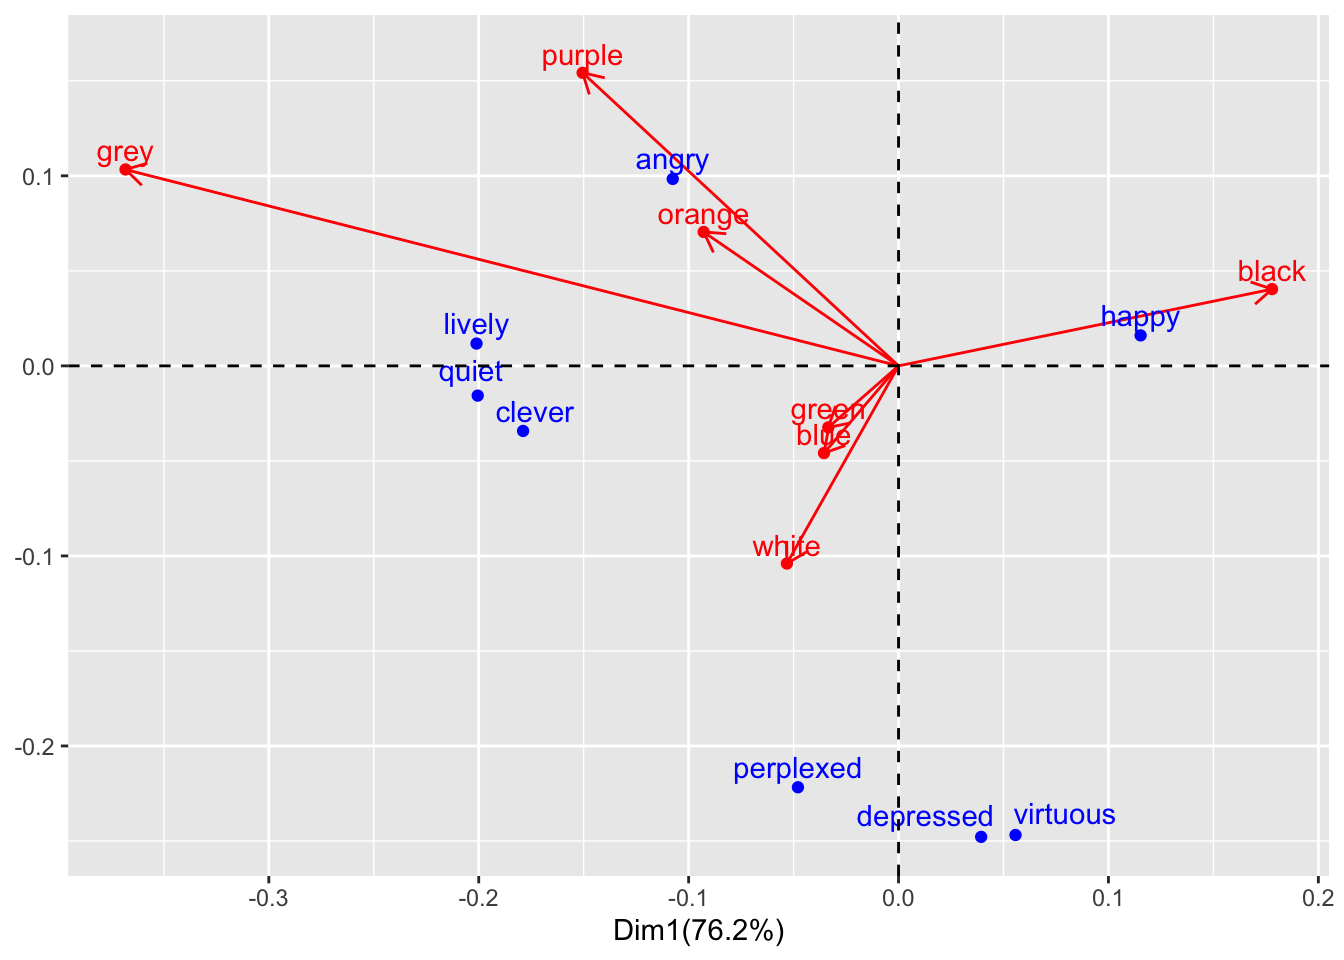 purple
grey
angry
0.1
orange
black
happy
lively
0.0
quiet
clever
green
blue
-0.1
white
-0.2
perplexed
depressed
virtuous
-0.3 -0.2 -0.1 0.0 0.1 0.2
Dim1(76.2%)